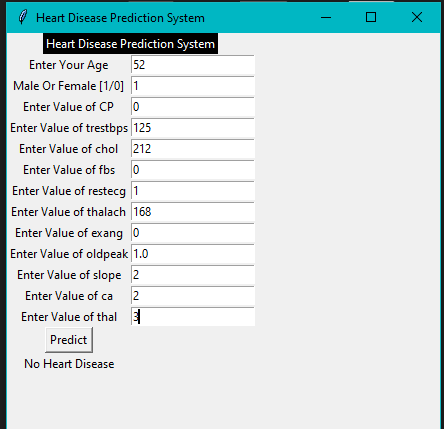 Heart Disease Prediction System
Heart Disease Prediction System
Enter Your Age 52
Male Or Female [1/0] 1
Enter Value of CP 0
Enter Value of trestbps 125
Enter Value of chol 212
Enter Value of fbs 0
Enter Value of restecg 1
Enter Value of thalach 168
Enter Value of exang 0
Enter Value of oldpeak 1.0
Enter Value of slope 2
Enter Value of ca 2
Enter Value of thal 3
Predict
No Heart Disease